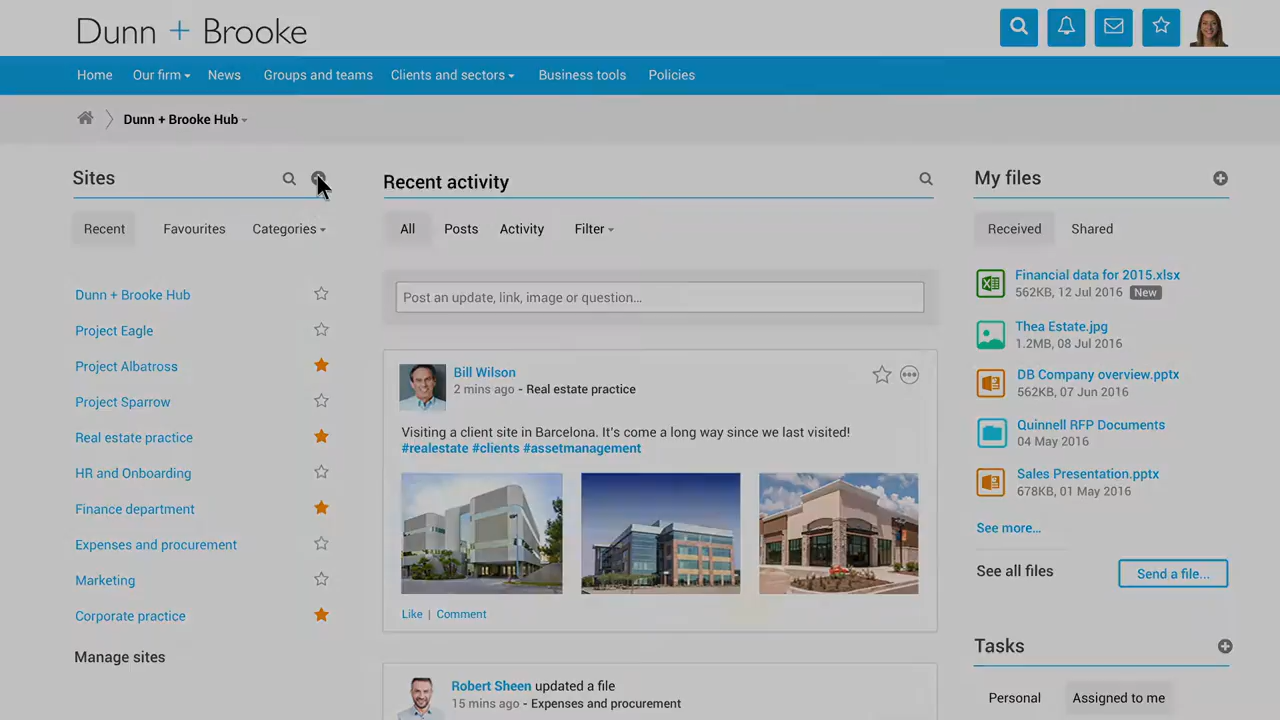 Dunn + Brooke
Home Our firm News Groups and teams Clients and sectors Business tools Policies
Dunn + Brooke Hub
Sites
Recent Favourites Categories
Dunn + Brooke Hub
Project Eagle
Project Albatross
Project Sparrow
Real estate practice
HR and Onboarding
Finance department
Expenses and procurement
Marketing
Corporate practice
Manage sites
Recent activity
All Posts Activity Filter
Post an update, link, image or question...
Bill Wilson
2 mins ago - Real estate practice
Visiting a client site in Barcelona. It's come a long way since we last visited!
#realestate #clients #assetmanagement
Like | Comment
Robert Sheen updated a file
15 mins ago - Expenses and procurement
My files
Received Shared
Financial data for 2015.xlsx
562KB, 12 Jul 2016 New
Thea Estate.jpg
1.2MB, 08 Jul 2016
DB Company overview.pptx
562KB, 07 Jun 2016
Quinnell RFP Documents
04 May 2016
Sales Presentation.pptx
678KB, 01 May 2016
See more...
See all files Send a file...
Tasks
Personal Assigned to me